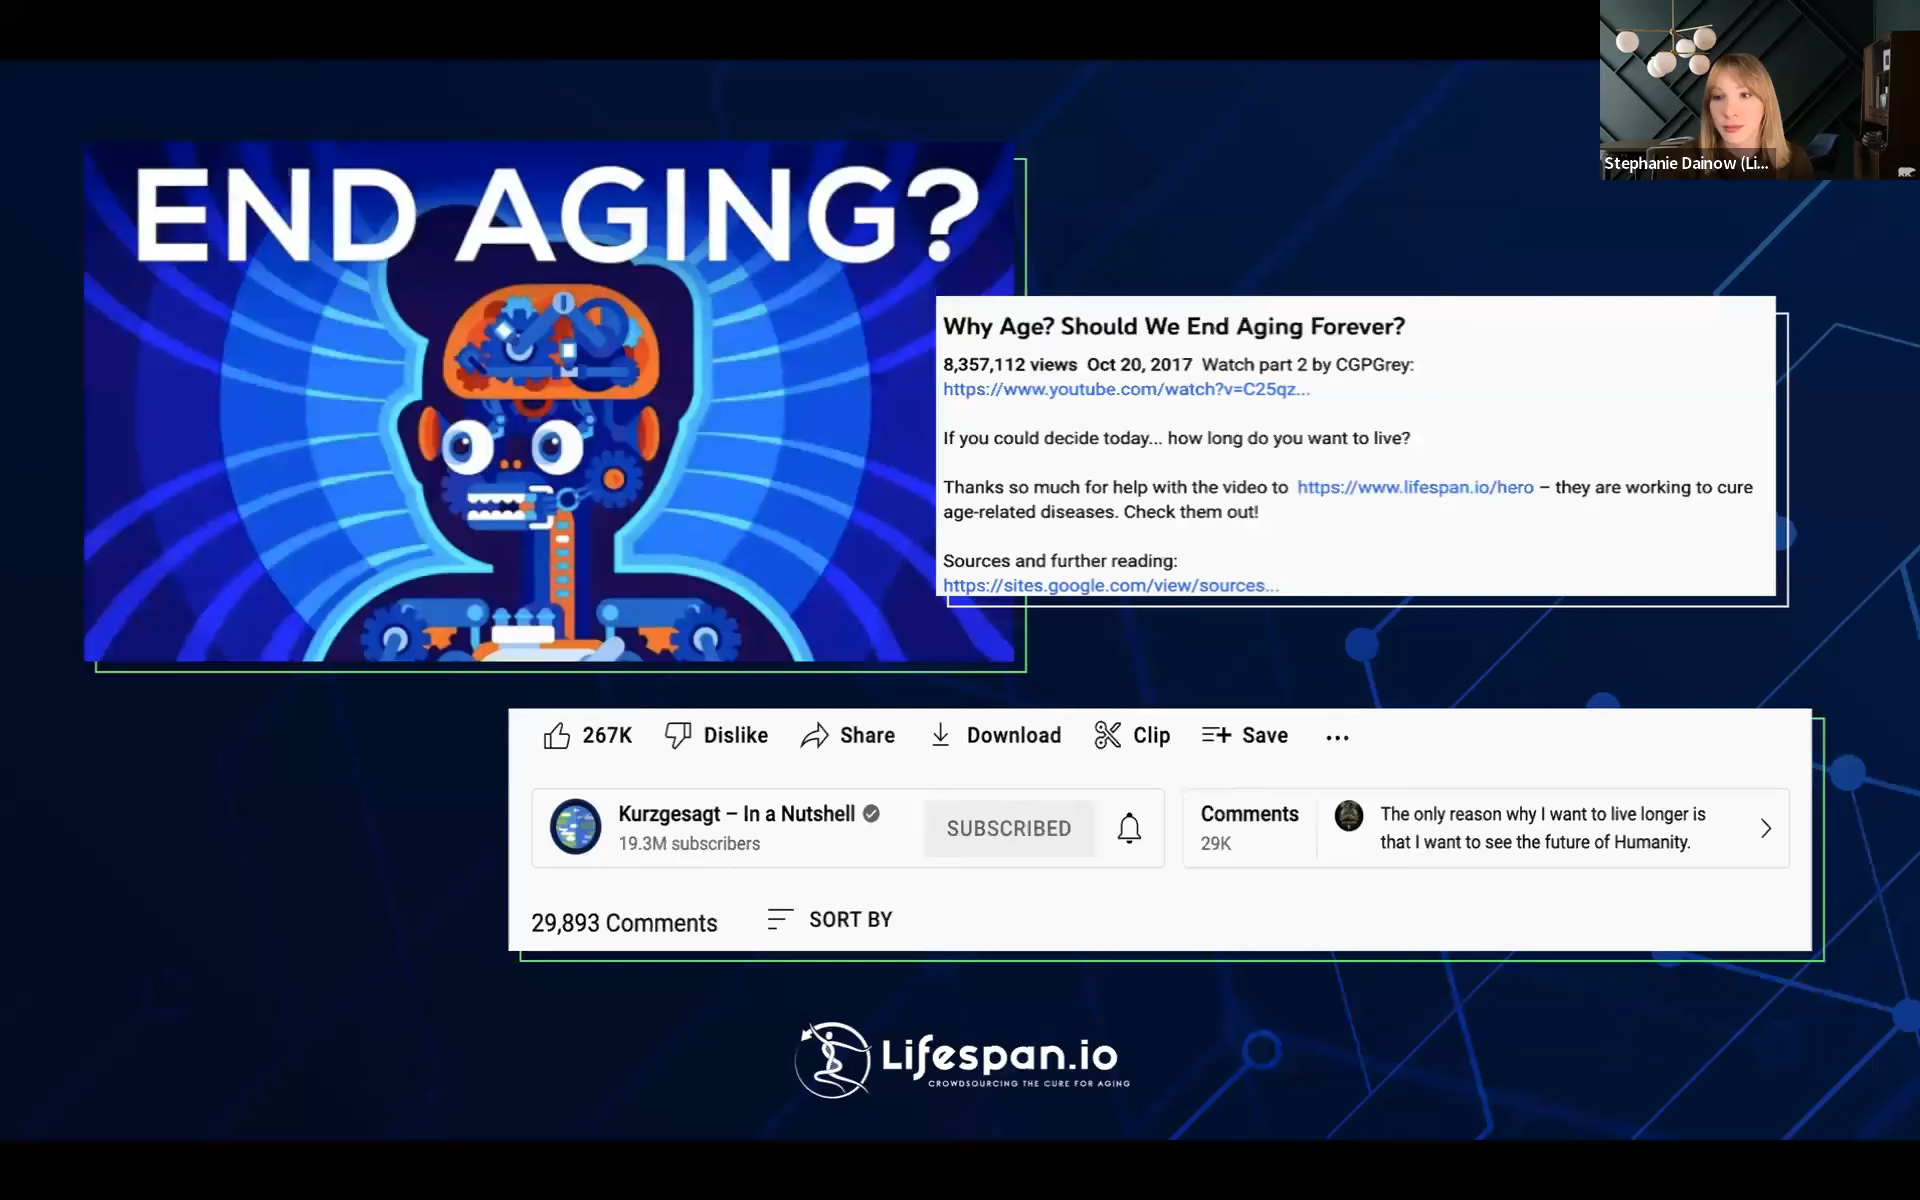 Stephanie Dainow (Li...
END AGING?
Why Age? Should We End Aging Forever?
8,357,112 views Oct 20, 2017 Watch part 2 by CGPGrey:
https://www.youtube.com/watch?v=C25qz...
If you could decide today... how long do you want to live?
Thanks so much for help with the video to https://www.lifespan.io/hero – they are working to cure
age-related diseases. Check them out!
Sources and further reading:
https://sites.google.com/view/sources...
267K Dislike Share Download Clip Save ...
Kurzgesagt – In a Nutshell
19.3M subscribers
SUBSCRIBED
Comments
29K
The only reason why I want to live longer is
that I want to see the future of Humanity.
29,893 Comments SORT BY
Lifespan.io
CROWDSOURCING THE CURE FOR AGING